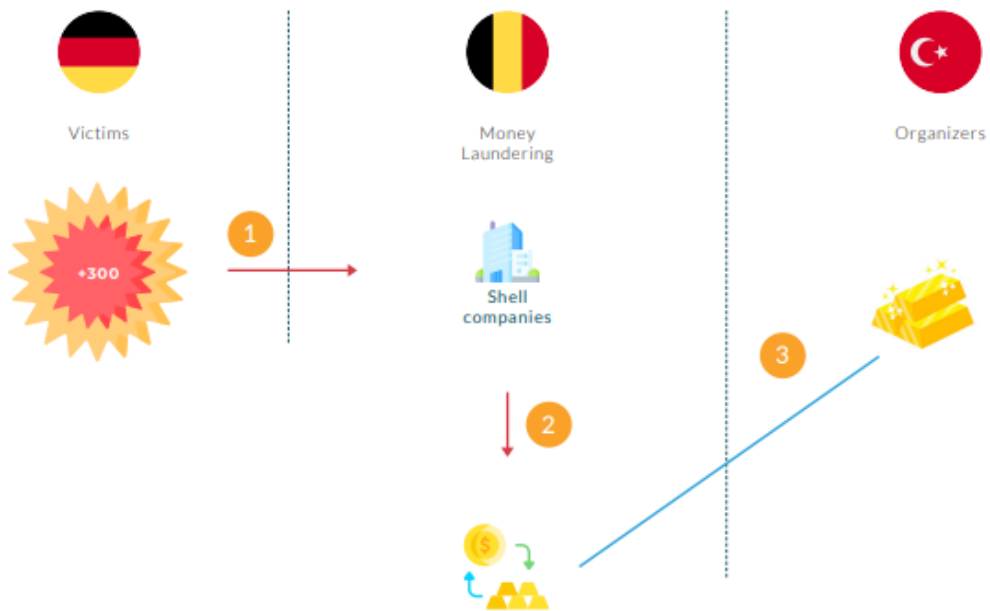 Victims
Money
Laundering
Organizers
+300
1
Shell
companies
3
2
$